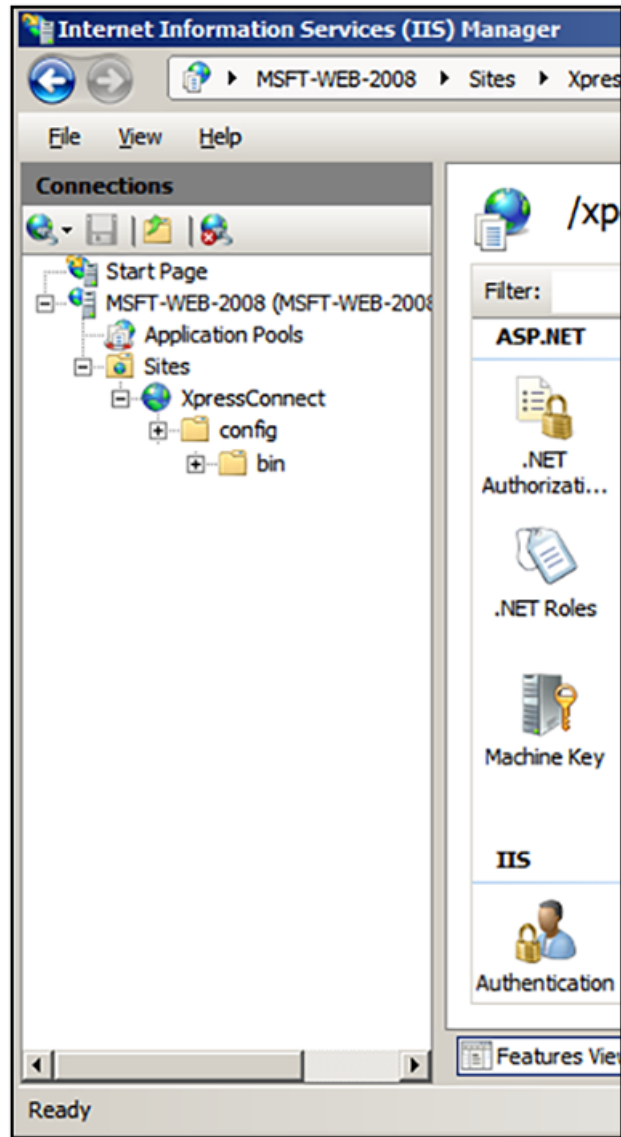 Internet Information Services (IIS) Manager
MSFT-WEB-2008 Sites Xpres
File View Help
Connections
Start Page
MSFT-WEB-2008 (MSFT-WEB-2008
Application Pools
Sites
XpressConnect
config
bin
/xp
Filter:
ASP.NET
.NET
Authorizati...
.NET Roles
Machine Key
IIS
Authentication
Features Vie
Ready